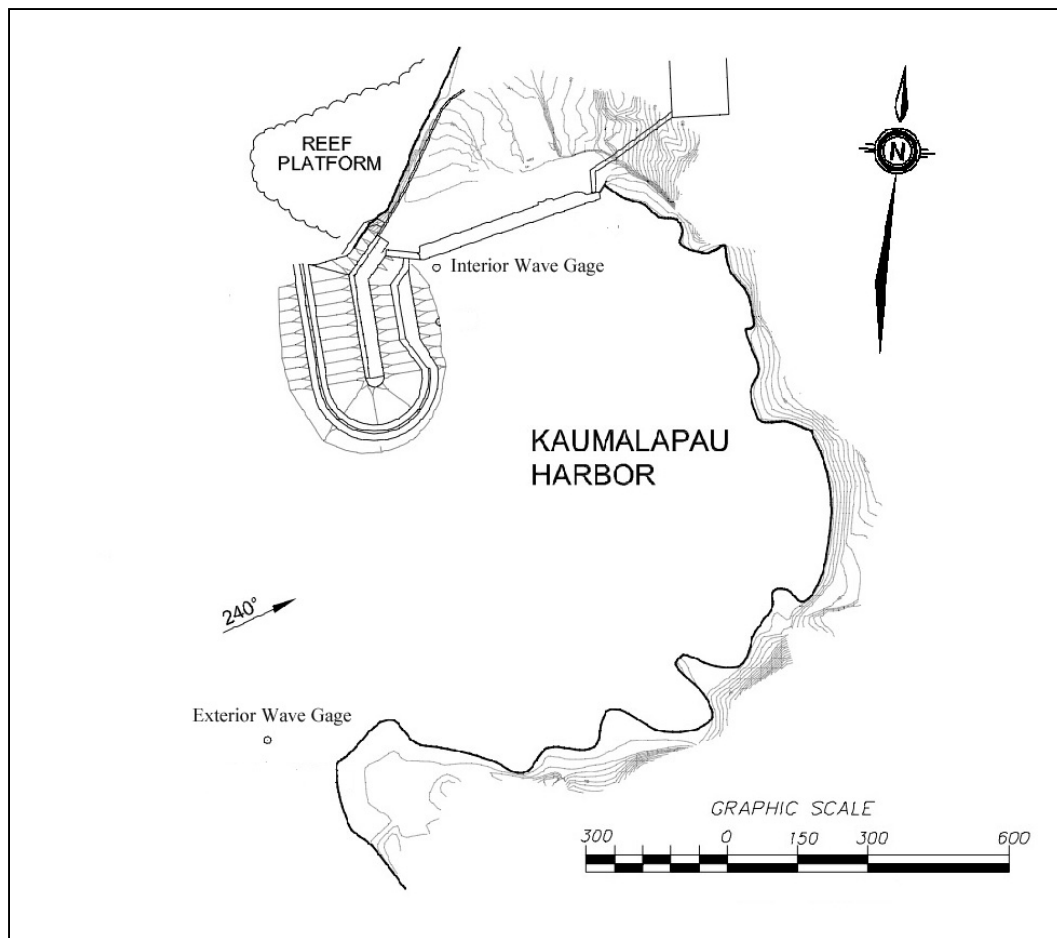 REEF
PLATFORM
N
Interior Wave Gage
KAUMALAPAU
HARBOR
240°
Exterior Wave Gage
GRAPHIC SCALE
300 0 150 300 600